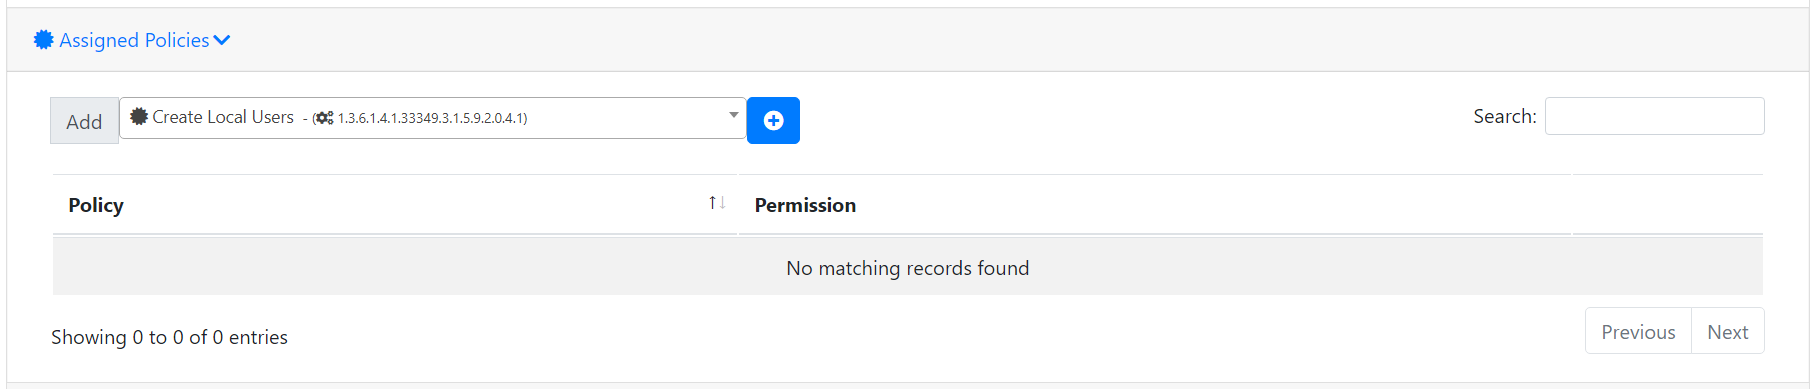 Assigned Policies
Add Create Local Users - ( 1.3.6.1.4.1.33349.3.1.5.9.2.0.4.1) Search:
Policy Permission
No matching records found
Showing 0 to 0 of 0 entries Previous Next